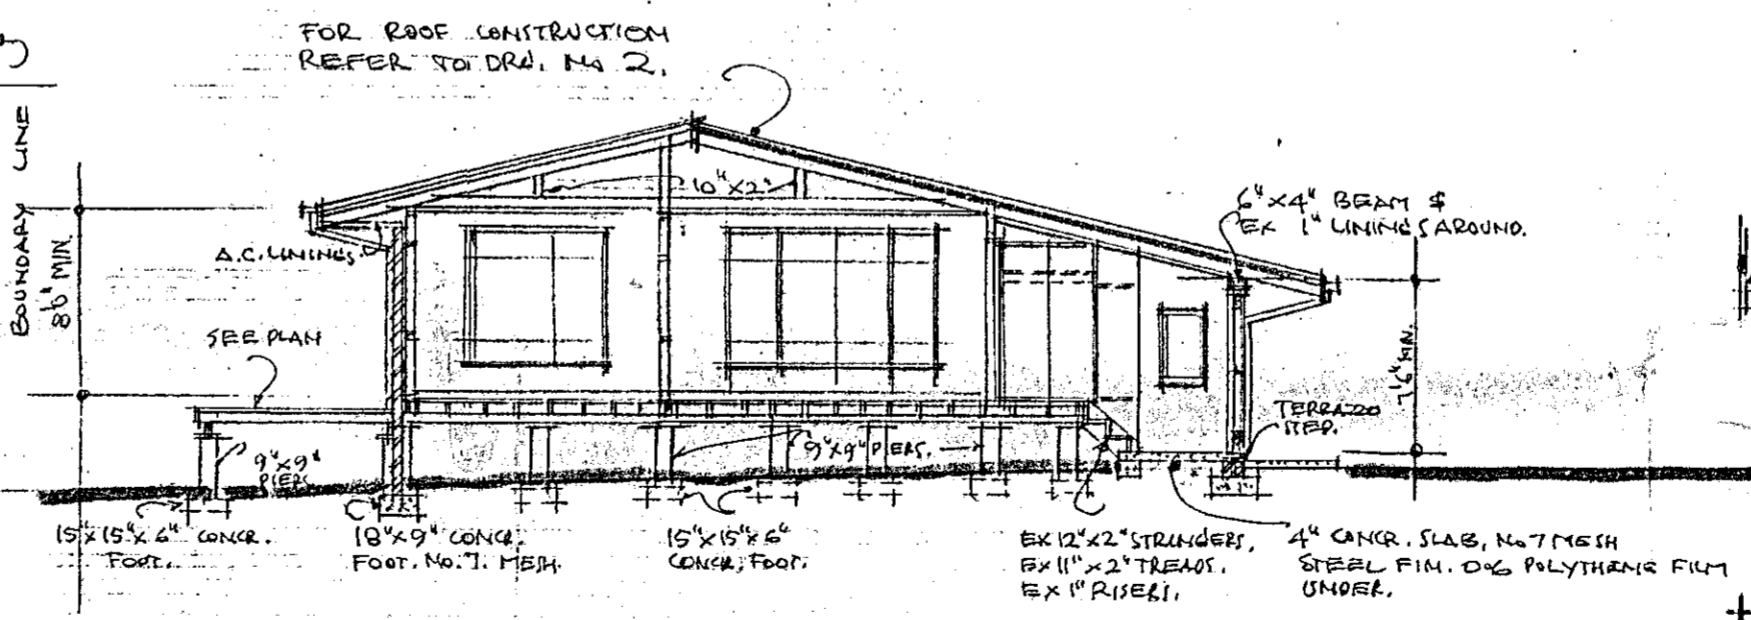 FOR ROOF CONSTRUCTION
REFER TO DRG. No 2.
BOUNDARY LINE
8'6" MIN.
10"x2"
6"x4" BEAM &
EX 1" LININGS AROUND.
A.C. LININGS.
SEE PLAN
7'6" MIN.
TERRAZZO
STEP.
9"x9"
PIERS
9"x9" PIERS.
15"x15"x6" CONCR.
FOOT.
18"x9" CONCR.
FOOT. No. 7. MESH.
15"x15"x6"
CONCR, FOOT.
EX 12"x2" STRINGERS,
EX 11"x2" TREADS.
EX 1" RISERS.
4" CONCR. SLAB, No 7 MESH
STEEL FIN. POLYTHENE FILM
UNDER.